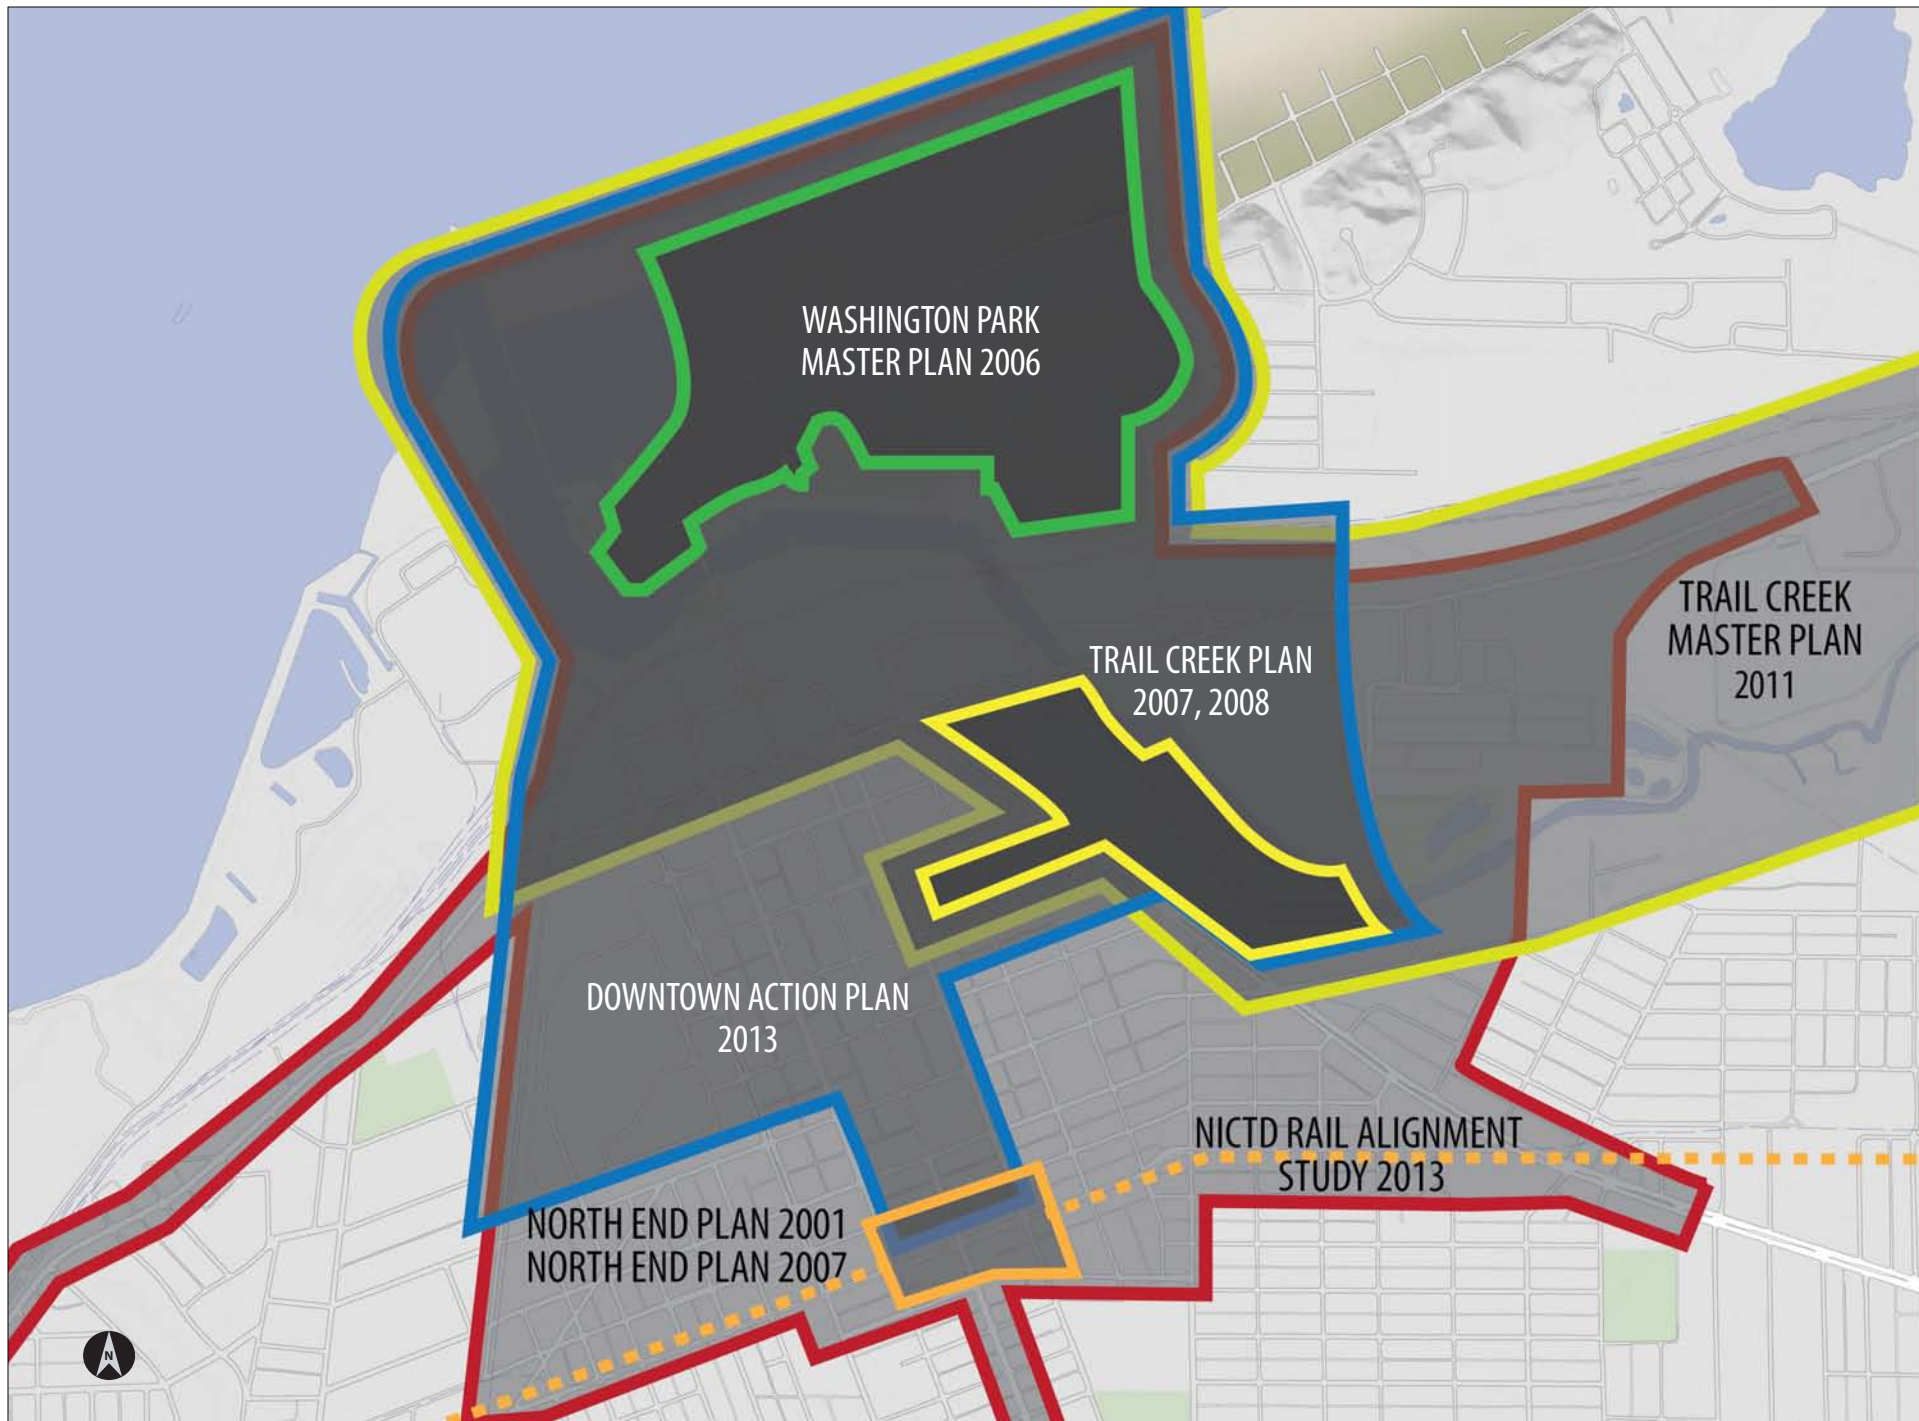 WASHINGTON PARK
MASTER PLAN 2006
TRAIL CREEK
MASTER PLAN
2011
TRAIL CREEK PLAN
2007, 2008
DOWNTOWN ACTION PLAN
2013
NICTD RAIL ALIGNMENT
STUDY 2013
NORTH END PLAN 2001
NORTH END PLAN 2007
N